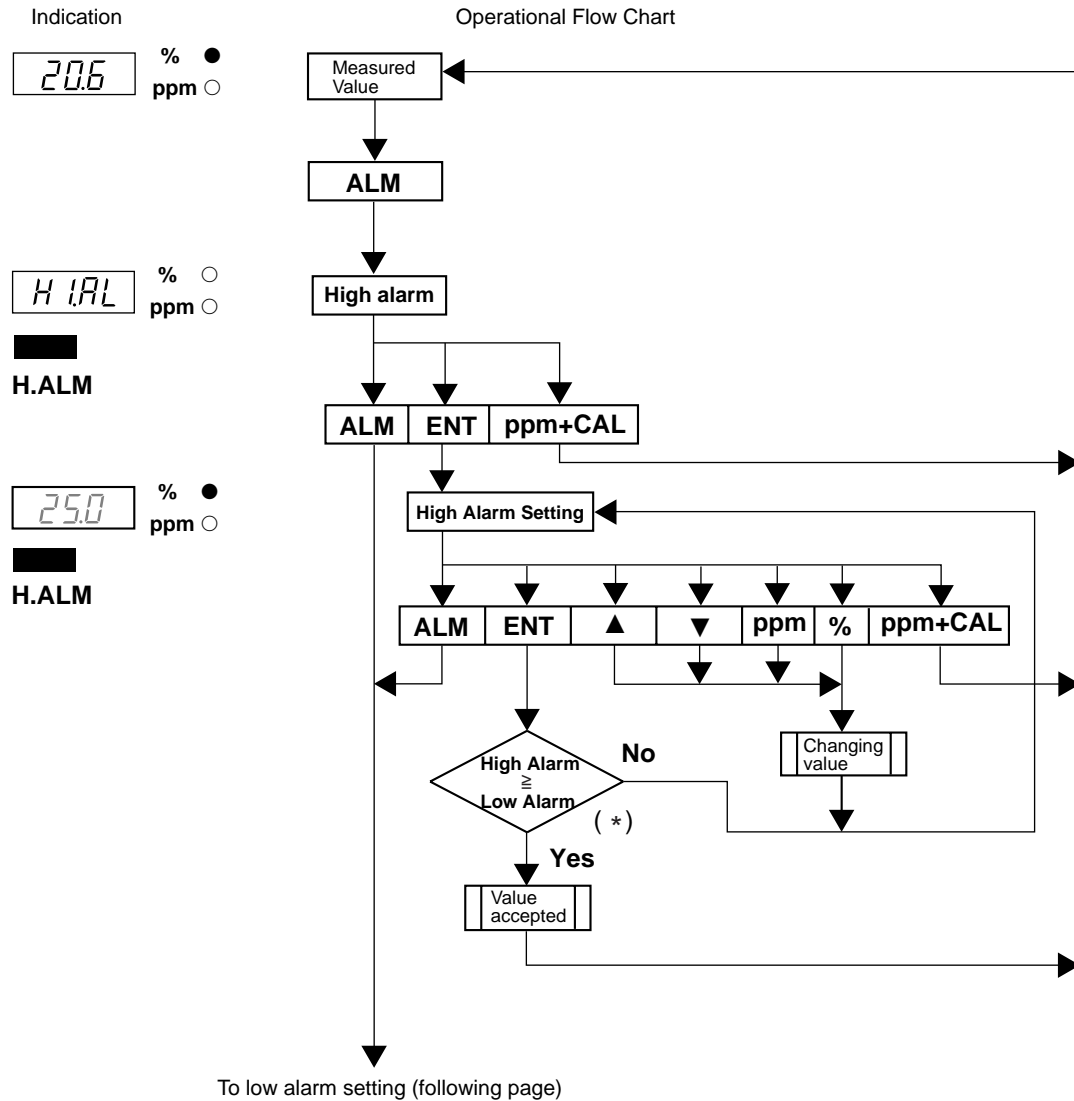 Indication Operational Flow Chart
20.6 % ●
ppm ○
Measured
Value
ALM
HI.AL % ○
ppm ○
High alarm
H.ALM
ALM ENT ppm+CAL
25.0 % ●
ppm ○
High Alarm Setting
H.ALM
ALM ENT ▲ ▼ ppm % ppm+CAL
High Alarm
≧
Low Alarm
No
(*)
Changing
value
Yes
Value
accepted
To low alarm setting (following page)